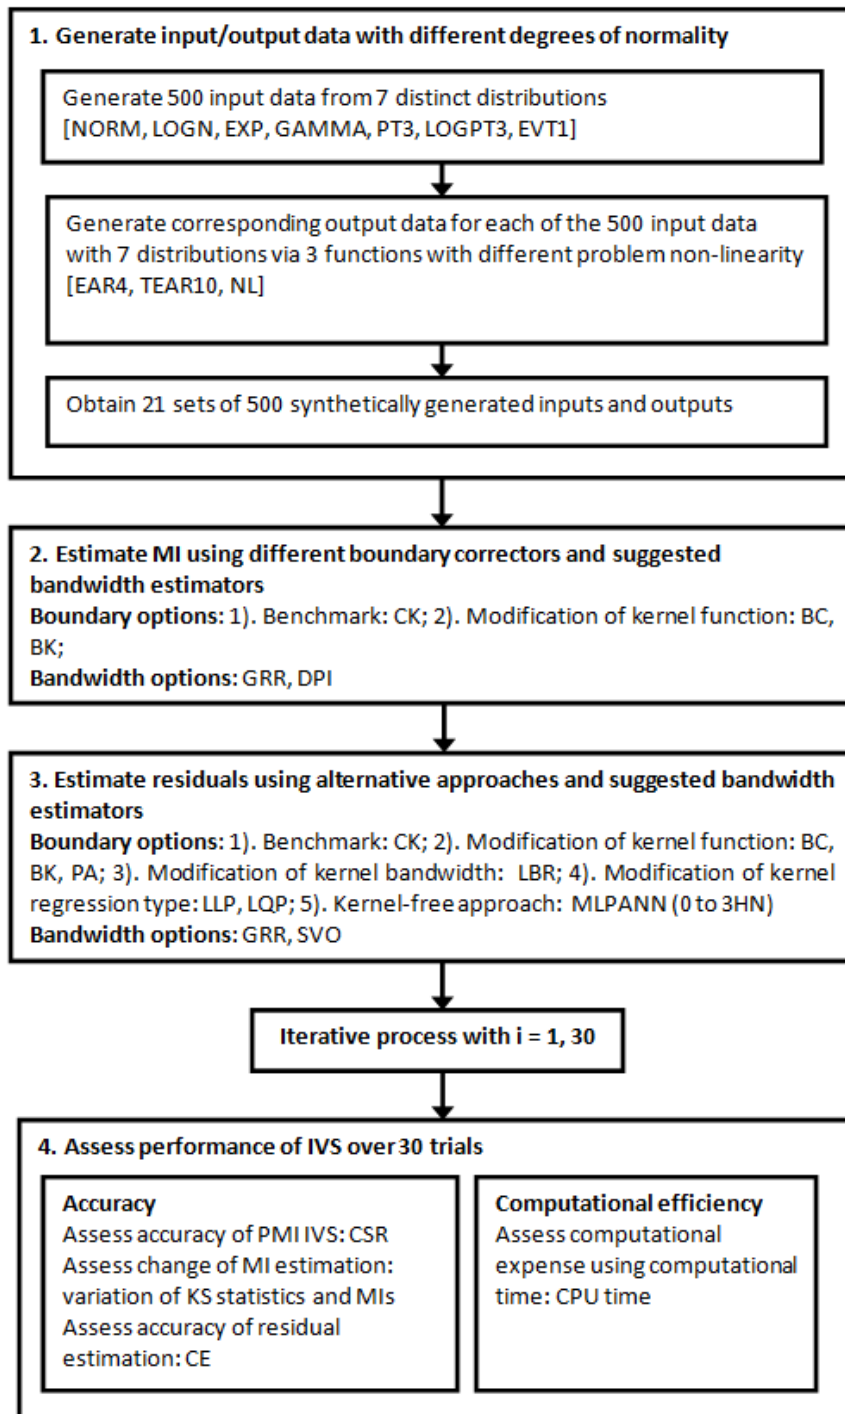 1. Generate input/output data with different degrees of normality
Generate 500 input data from 7 distinct distributions
[NORM, LOGN, EXP, GAMMA, PT3, LOGPT3, EVT1]
Generate corresponding output data for each of the 500 input data
with 7 distributions via 3 functions with different problem non-linearity
[EAR4, TEAR10, NL]
Obtain 21 sets of 500 synthetically generated inputs and outputs
2. Estimate MI using different boundary correctors and suggested
bandwidth estimators
Boundary options: 1). Benchmark: CK; 2). Modification of kernel function: BC,
BK;
Bandwidth options: GRR, DPI
3. Estimate residuals using alternative approaches and suggested bandwidth
estimators
Boundary options: 1). Benchmark: CK; 2). Modification of kernel function: BC,
BK, PA; 3). Modification of kernel bandwidth: LBR; 4). Modification of kernel
regression type: LLP, LQP; 5). Kernel-free approach: MLPANN (0 to 3HN)
Bandwidth options: GRR, SVO
Iterative process with i = 1, 30
4. Assess performance of IVS over 30 trials
Accuracy
Assess accuracy of PMI IVS: CSR
Assess change of MI estimation:
variation of KS statistics and MIs
Assess accuracy of residual
estimation: CE
Computational efficiency
Assess computational
expense using computational
time: CPU time